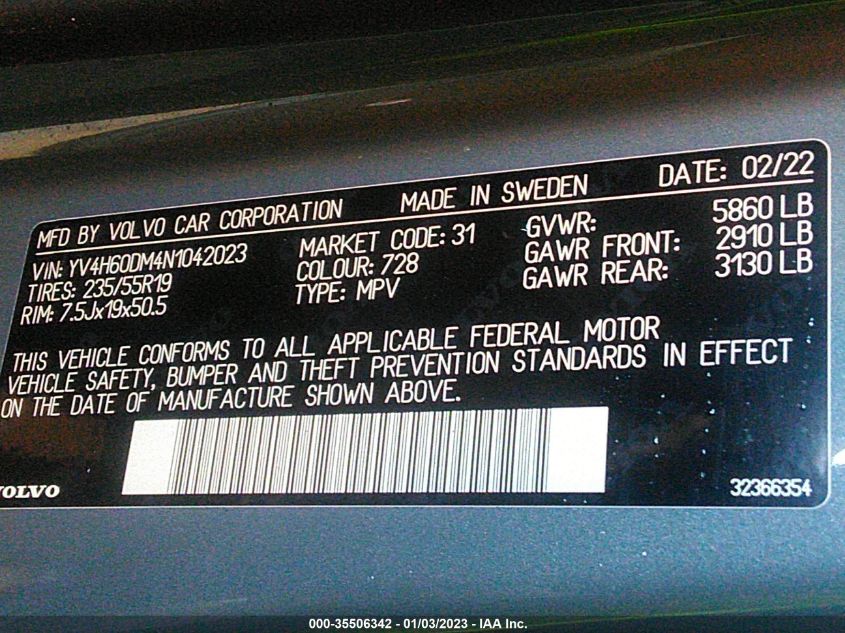 MFD BY VOLVO CAR CORPORATION MADE IN SWEDEN DATE: 02/22
VIN: YV4H60DM4N1042023 MARKET CODE: 31 GVWR: 5860 LB
TIRES: 235/55R19 COLOUR: 728 GAWR FRONT: 2910 LB
RIM: 7.5Jx19x50.5 TYPE: MPV GAWR REAR: 3130 LB
THIS VEHICLE CONFORMS TO ALL APPLICABLE FEDERAL MOTOR
VEHICLE SAFETY, BUMPER AND THEFT PREVENTION STANDARDS IN EFFECT
ON THE DATE OF MANUFACTURE SHOWN ABOVE.
VOLVO 32366354
000-35506342 - 01/03/2023 - IAA Inc.